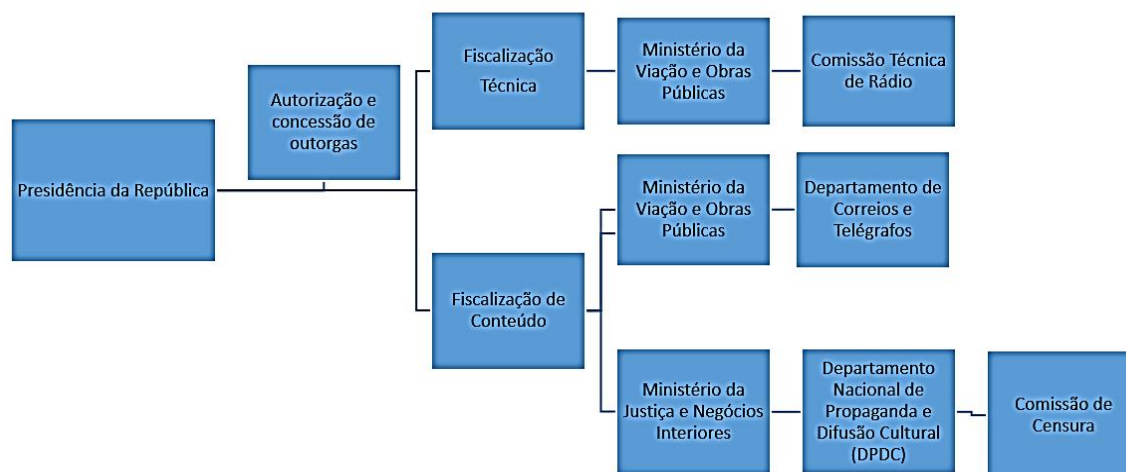 Presidência da República
Autorização e
concessão de
outorgas
Fiscalização
Técnica
Ministério da
Viação e Obras
Públicas
Comissão Técnica
de Rádio
Fiscalização de
Conteúdo
Ministério da
Viação e Obras
Públicas
Departamento de
Correios e
Telégrafos
Ministério da
Justiça e Negócios
Interiores
Departamento
Nacional de
Propaganda e
Difusão Cultural
(DPDC)
Comissão de
Censura